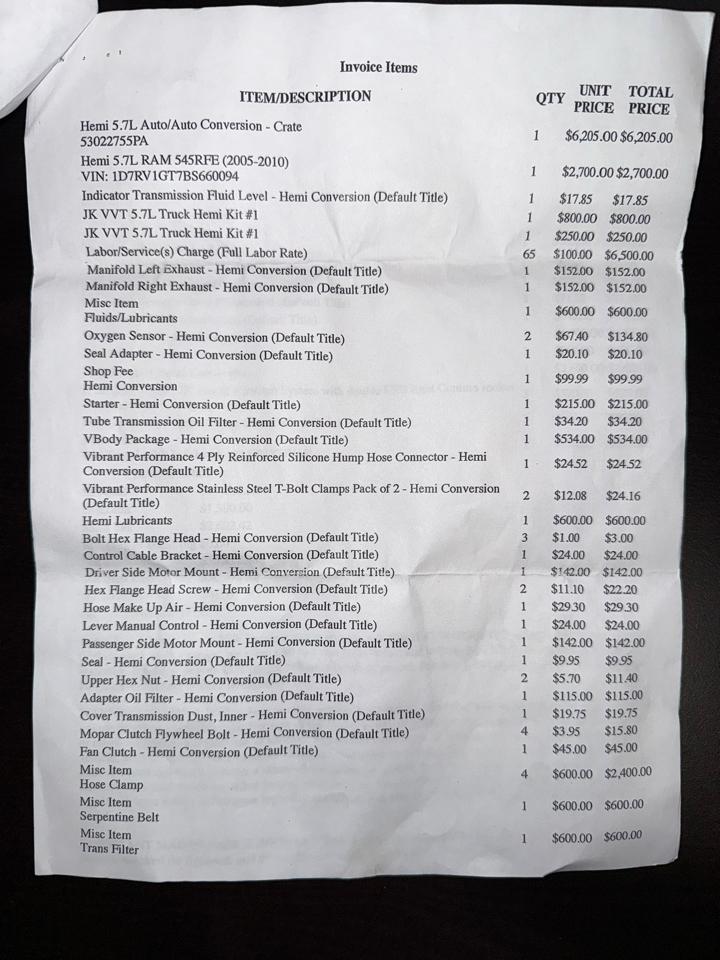 Invoice Items
ITEM/DESCRIPTION QTY UNIT PRICE TOTAL PRICE
Hemi 5.7L Auto/Auto Conversion - Crate
53022755PA 1 $6,205.00 $6,205.00
Hemi 5.7L RAM 545RFE (2005-2010)
VIN: 1D7RV1GT7BS660094 1 $2,700.00 $2,700.00
Indicator Transmission Fluid Level - Hemi Conversion (Default Title) 1 $17.85 $17.85
JK VVT 5.7L Truck Hemi Kit #1 1 $800.00 $800.00
JK VVT 5.7L Truck Hemi Kit #1 1 $250.00 $250.00
Labor/Service(s) Charge (Full Labor Rate) 65 $100.00 $6,500.00
Manifold Left Exhaust - Hemi Conversion (Default Title) 1 $152.00 $152.00
Manifold Right Exhaust - Hemi Conversion (Default Title) 1 $152.00 $152.00
Misc Item
Fluids/Lubricants 1 $600.00 $600.00
Oxygen Sensor - Hemi Conversion (Default Title) 2 $67.40 $134.80
Seal Adapter - Hemi Conversion (Default Title) 1 $20.10 $20.10
Shop Fee
Hemi Conversion 1 $99.99 $99.99
Starter - Hemi Conversion (Default Title) 1 $215.00 $215.00
Tube Transmission Oil Filter - Hemi Conversion (Default Title) 1 $34.20 $34.20
VBody Package - Hemi Conversion (Default Title) 1 $534.00 $534.00
Vibrant Performance 4 Ply Reinforced Silicone Hump Hose Connector - Hemi
Conversion (Default Title) 1 $24.52 $24.52
Vibrant Performance Stainless Steel T-Bolt Clamps Pack of 2 - Hemi Conversion
(Default Title) 2 $12.08 $24.16
Hemi Lubricants 1 $600.00 $600.00
Bolt Hex Flange Head - Hemi Conversion (Default Title) 3 $1.00 $3.00
Control Cable Bracket - Hemi Conversion (Default Title) 1 $24.00 $24.00
Driver Side Motor Mount - Hemi Conversion (Default Title) 1 $142.00 $142.00
Hex Flange Head Screw - Hemi Conversion (Default Title) 2 $11.10 $22.20
Hose Make Up Air - Hemi Conversion (Default Title) 1 $29.30 $29.30
Lever Manual Control - Hemi Conversion (Default Title) 1 $24.00 $24.00
Passenger Side Motor Mount - Hemi Conversion (Default Title) 1 $142.00 $142.00
Seal - Hemi Conversion (Default Title) 1 $9.95 $9.95
Upper Hex Nut - Hemi Conversion (Default Title) 2 $5.70 $11.40
Adapter Oil Filter - Hemi Conversion (Default Title) 1 $115.00 $115.00
Cover Transmission Dust, Inner - Hemi Conversion (Default Title) 1 $19.75 $19.75
Mopar Clutch Flywheel Bolt - Hemi Conversion (Default Title) 4 $3.95 $15.80
Fan Clutch - Hemi Conversion (Default Title) 1 $45.00 $45.00
Misc Item
Hose Clamp 4 $600.00 $2,400.00
Misc Item
Serpentine Belt 1 $600.00 $600.00
Misc Item
Trans Filter 1 $600.00 $600.00